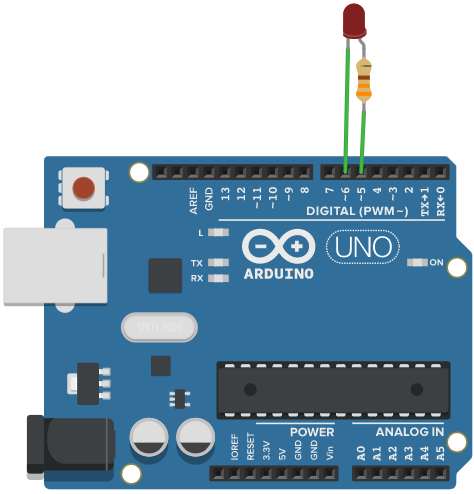 AREF
GND
13
12
~11
~10
~9
8
7
~6
~5
4
~3
2
TX→1
RX←0
DIGITAL (PWM~)
L
TX
RX
ARDUINO
UNO
ON
SPK16.000G
POWER
ANALOG IN
IOREF
RESET
3.3V
5V
GND
GND
Vin
A0
A1
A2
A3
A4
A5